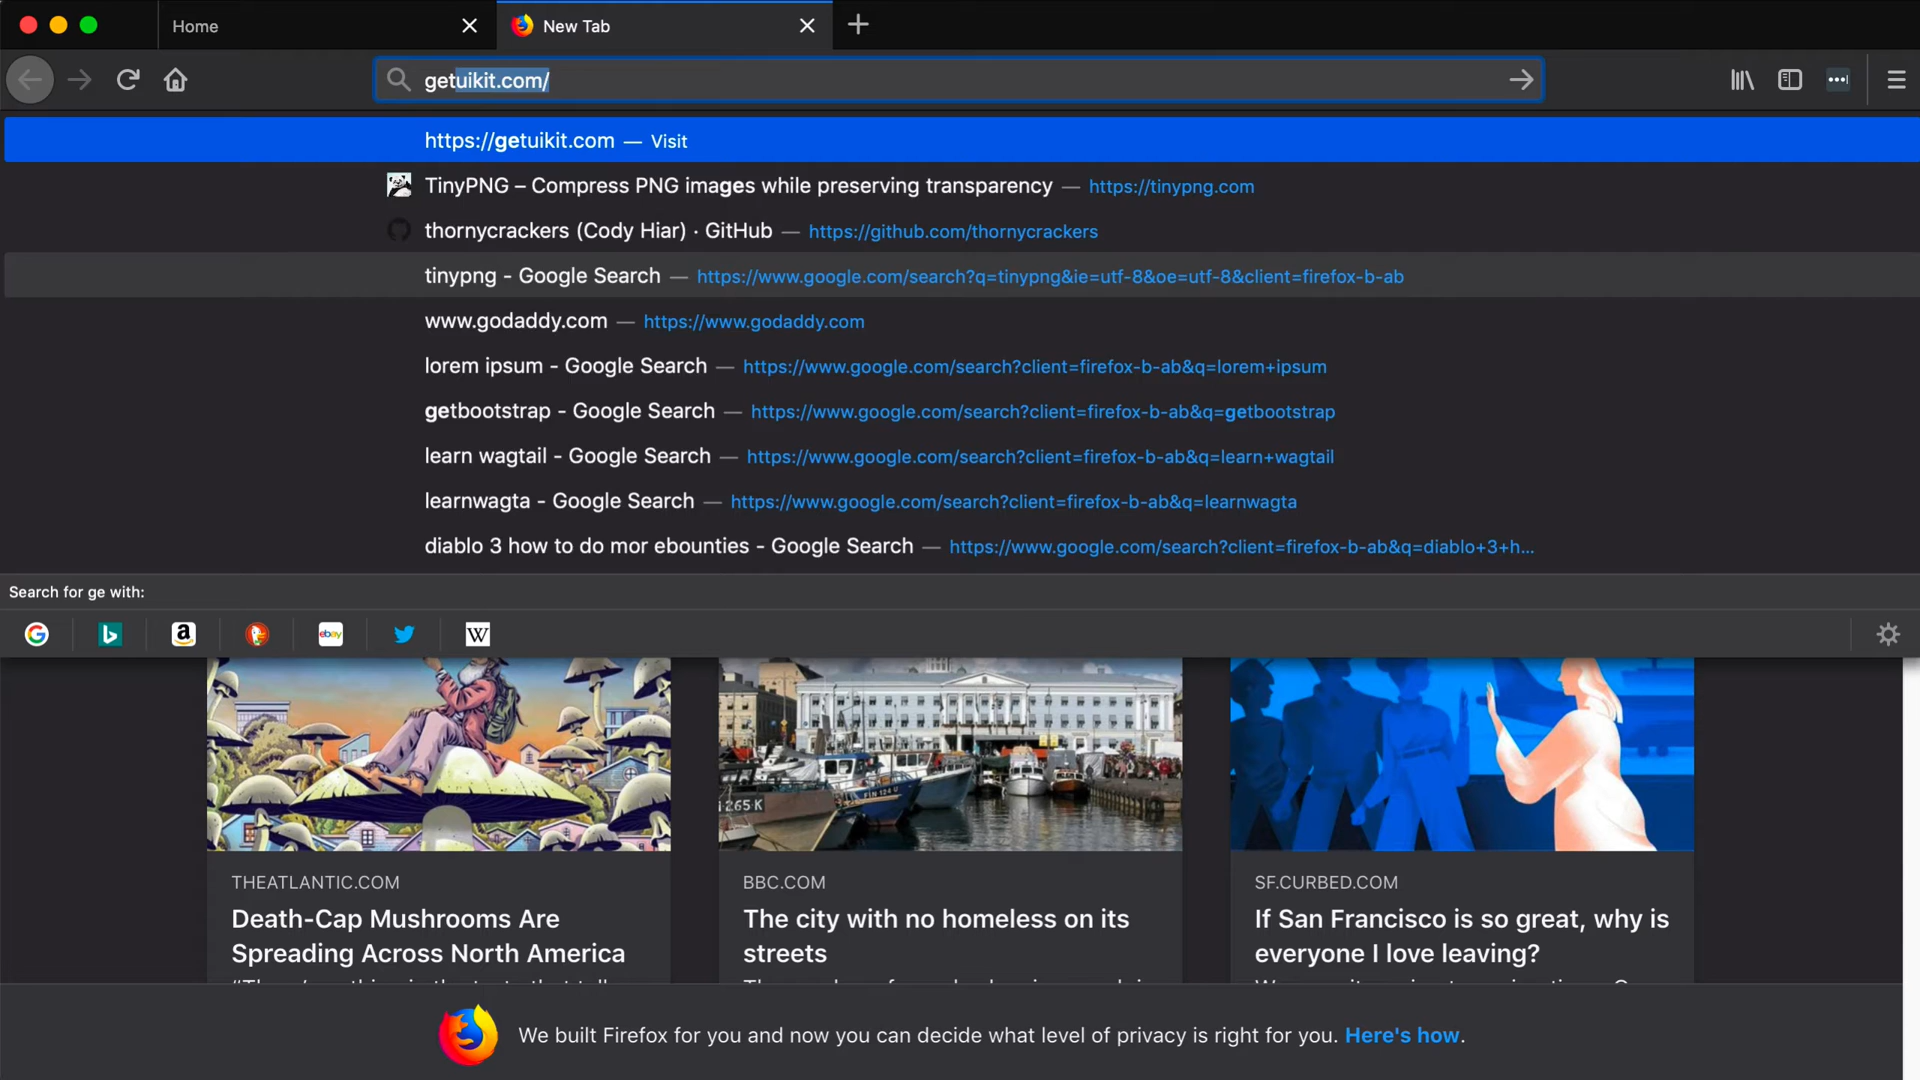 Home
New Tab
getuikit.com/
https://getuikit.com — Visit
TinyPNG – Compress PNG images while preserving transparency — https://tinypng.com
thornycrackers (Cody Hiar) · GitHub — https://github.com/thornycrackers
tinypng - Google Search — https://www.google.com/search?q=tinypng&ie=utf-8&oe=utf-8&client=firefox-b-ab
www.godaddy.com — https://www.godaddy.com
lorem ipsum - Google Search — https://www.google.com/search?client=firefox-b-ab&q=lorem+ipsum
getbootstrap - Google Search — https://www.google.com/search?client=firefox-b-ab&q=getbootstrap
learn wagtail - Google Search — https://www.google.com/search?client=firefox-b-ab&q=learn+wagtail
learnwagta - Google Search — https://www.google.com/search?client=firefox-b-ab&q=learnwagta
diablo 3 how to do mor ebounties - Google Search — https://www.google.com/search?client=firefox-b-ab&q=diablo+3+h...
Search for ge with:
G b a ebay W
265 K
FIN 124 U
THEATLANTIC.COM
Death-Cap Mushrooms Are
Spreading Across North America
BBC.COM
The city with no homeless on its
streets
SF.CURBED.COM
If San Francisco is so great, why is
everyone I love leaving?
We built Firefox for you and now you can decide what level of privacy is right for you. Here's how.